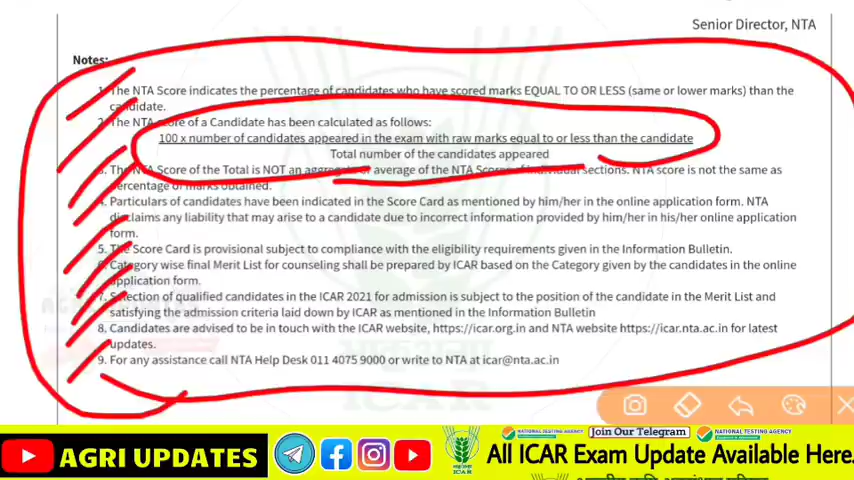 Senior Director, NTA
Notes:
1. The NTA Score indicates the percentage of candidates who have scored marks EQUAL TO OR LESS (same or lower marks) than the
candidate.
2. The NTA score of a Candidate has been calculated as follows:
100 x number of candidates appeared in the exam with raw marks equal to or less than the candidate
Total number of the candidates appeared
3. The NTA Score of the Total is NOT an aggregate or average of the NTA Scores of individual sections. NTA score is not the same as
percentage of marks obtained.
4. Particulars of candidates have been indicated in the Score Card as mentioned by him/her in the online application form. NTA
disclaims any liability that may arise to a candidate due to incorrect information provided by him/her in his/her online application
form.
5. The Score Card is provisional subject to compliance with the eligibility requirements given in the Information Bulletin.
6. Category wise final Merit List for counseling shall be prepared by ICAR based on the Category given by the candidates in the online
application form.
7. Selection of qualified candidates in the ICAR 2021 for admission is subject to the position of the candidate in the Merit List and
satisfying the admission criteria laid down by ICAR as mentioned in the Information Bulletin
8. Candidates are advised to be in touch with the ICAR website, https://icar.org.in and NTA website https://icar.nta.ac.in for latest
updates.
9. For any assistance call NTA Help Desk 011 4075 9000 or write to NTA at icar@nta.ac.in
ICAR
NATIONAL TESTING AGENCY
Join Our Telegram
NATIONAL TESTING AGENCY
AGRI UPDATES
ICAR
All ICAR Exam Update Available Here.